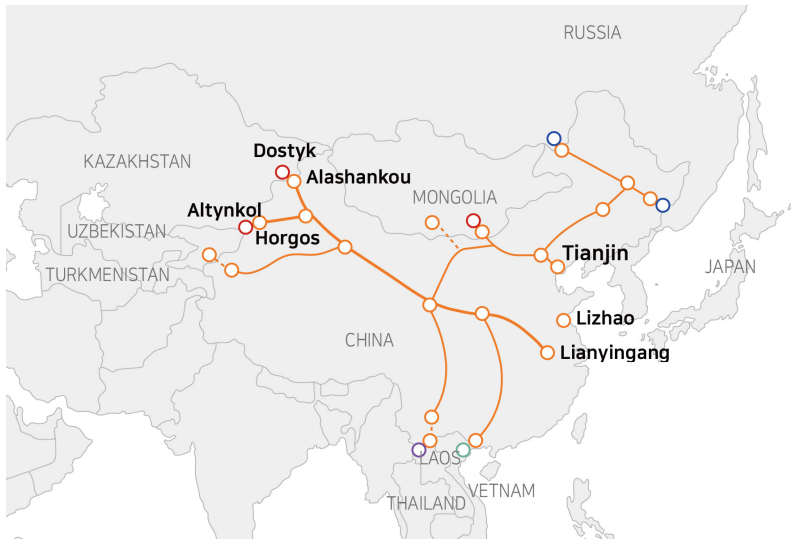 RUSSIA
Dostyk
KAZAKHSTAN
Alashankou
MONGOLIA
Altynkol
UZBEKISTAN
Horgos
Tianjin
TURKMENISTAN
JAPAN
Lizhao
CHINA
Lianyingang
LAOS
VETNAM
THAILAND